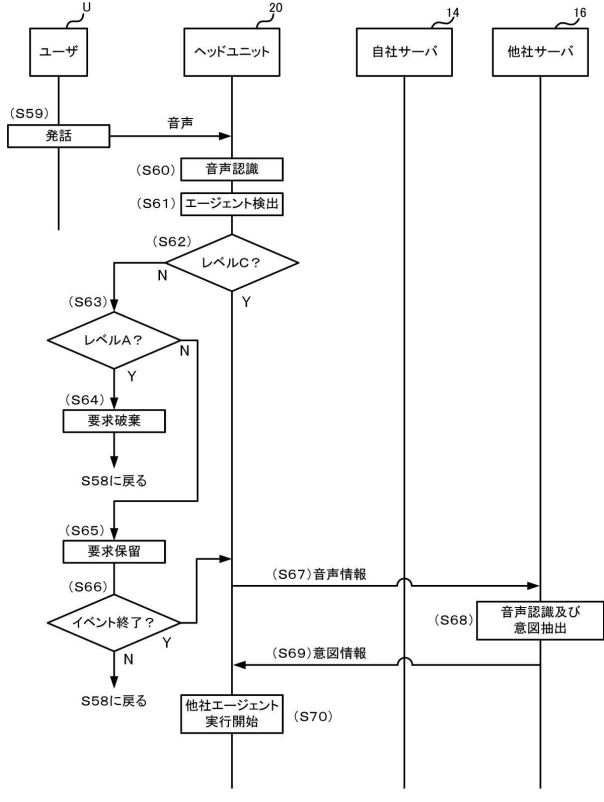 U
20
14
16
ユーザ
ヘッドユニット
自社サーバ
他社サーバ
(S59)
発話
音声
(S60)
音声認識
(S61)
エージェント検出
(S62)
レベルC?
N
Y
(S63)
レベルA?
N
Y
(S64)
要求破棄
S58に戻る
(S65)
要求保留
(S66)
イベント終了?
Y
N
S58に戻る
(S67)音声情報
(S68)
音声認識及び
意図抽出
(S69)意図情報
他社エージェント
実行開始
(S70)